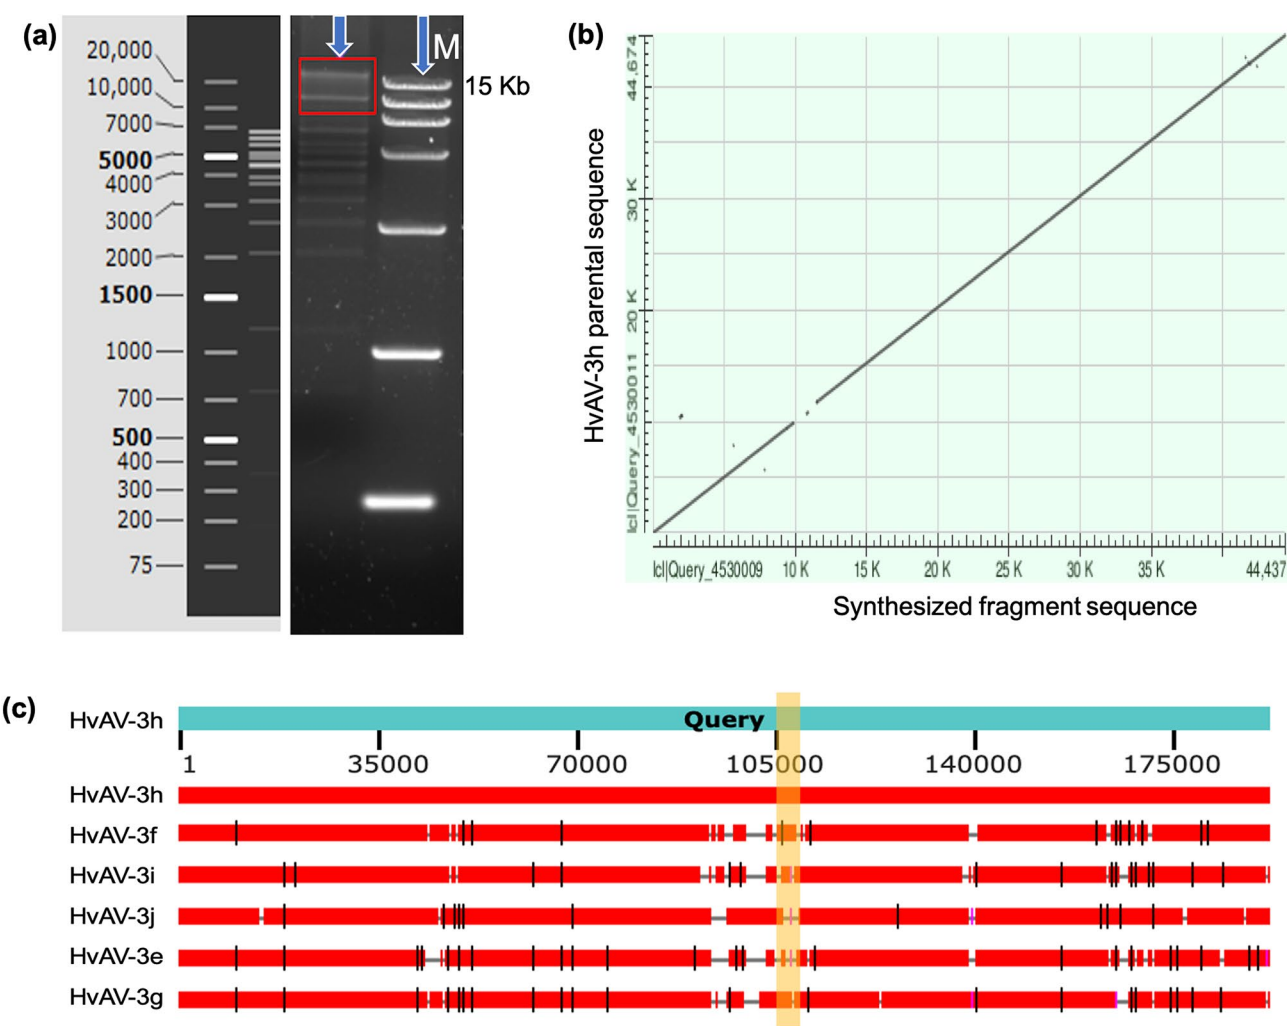 (a)
20,000
10,000
7000
5000
4000
3000
2000
1500
1000
700
500
400
300
200
75
M
15 Kb
(b)
HvAV-3h parental sequence
lcl|Query_4530011
20 K
30 K
44,674
lcl|Query_4530009
10 K
15 K
20 K
25 K
30 K
35 K
44,437
Synthesized fragment sequence
(c)
HvAV-3h
Query
1
35000
70000
105000
140000
175000
HvAV-3h
HvAV-3f
HvAV-3i
HvAV-3j
HvAV-3e
HvAV-3g